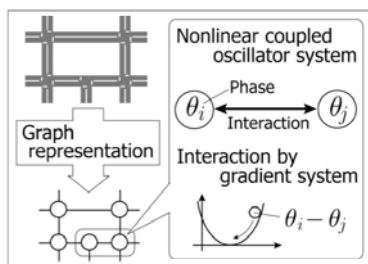 Nonlinear coupled
oscillator system
Phase
θi
θj
Interaction
Graph
representation
Interaction by
gradient system
θi − θj